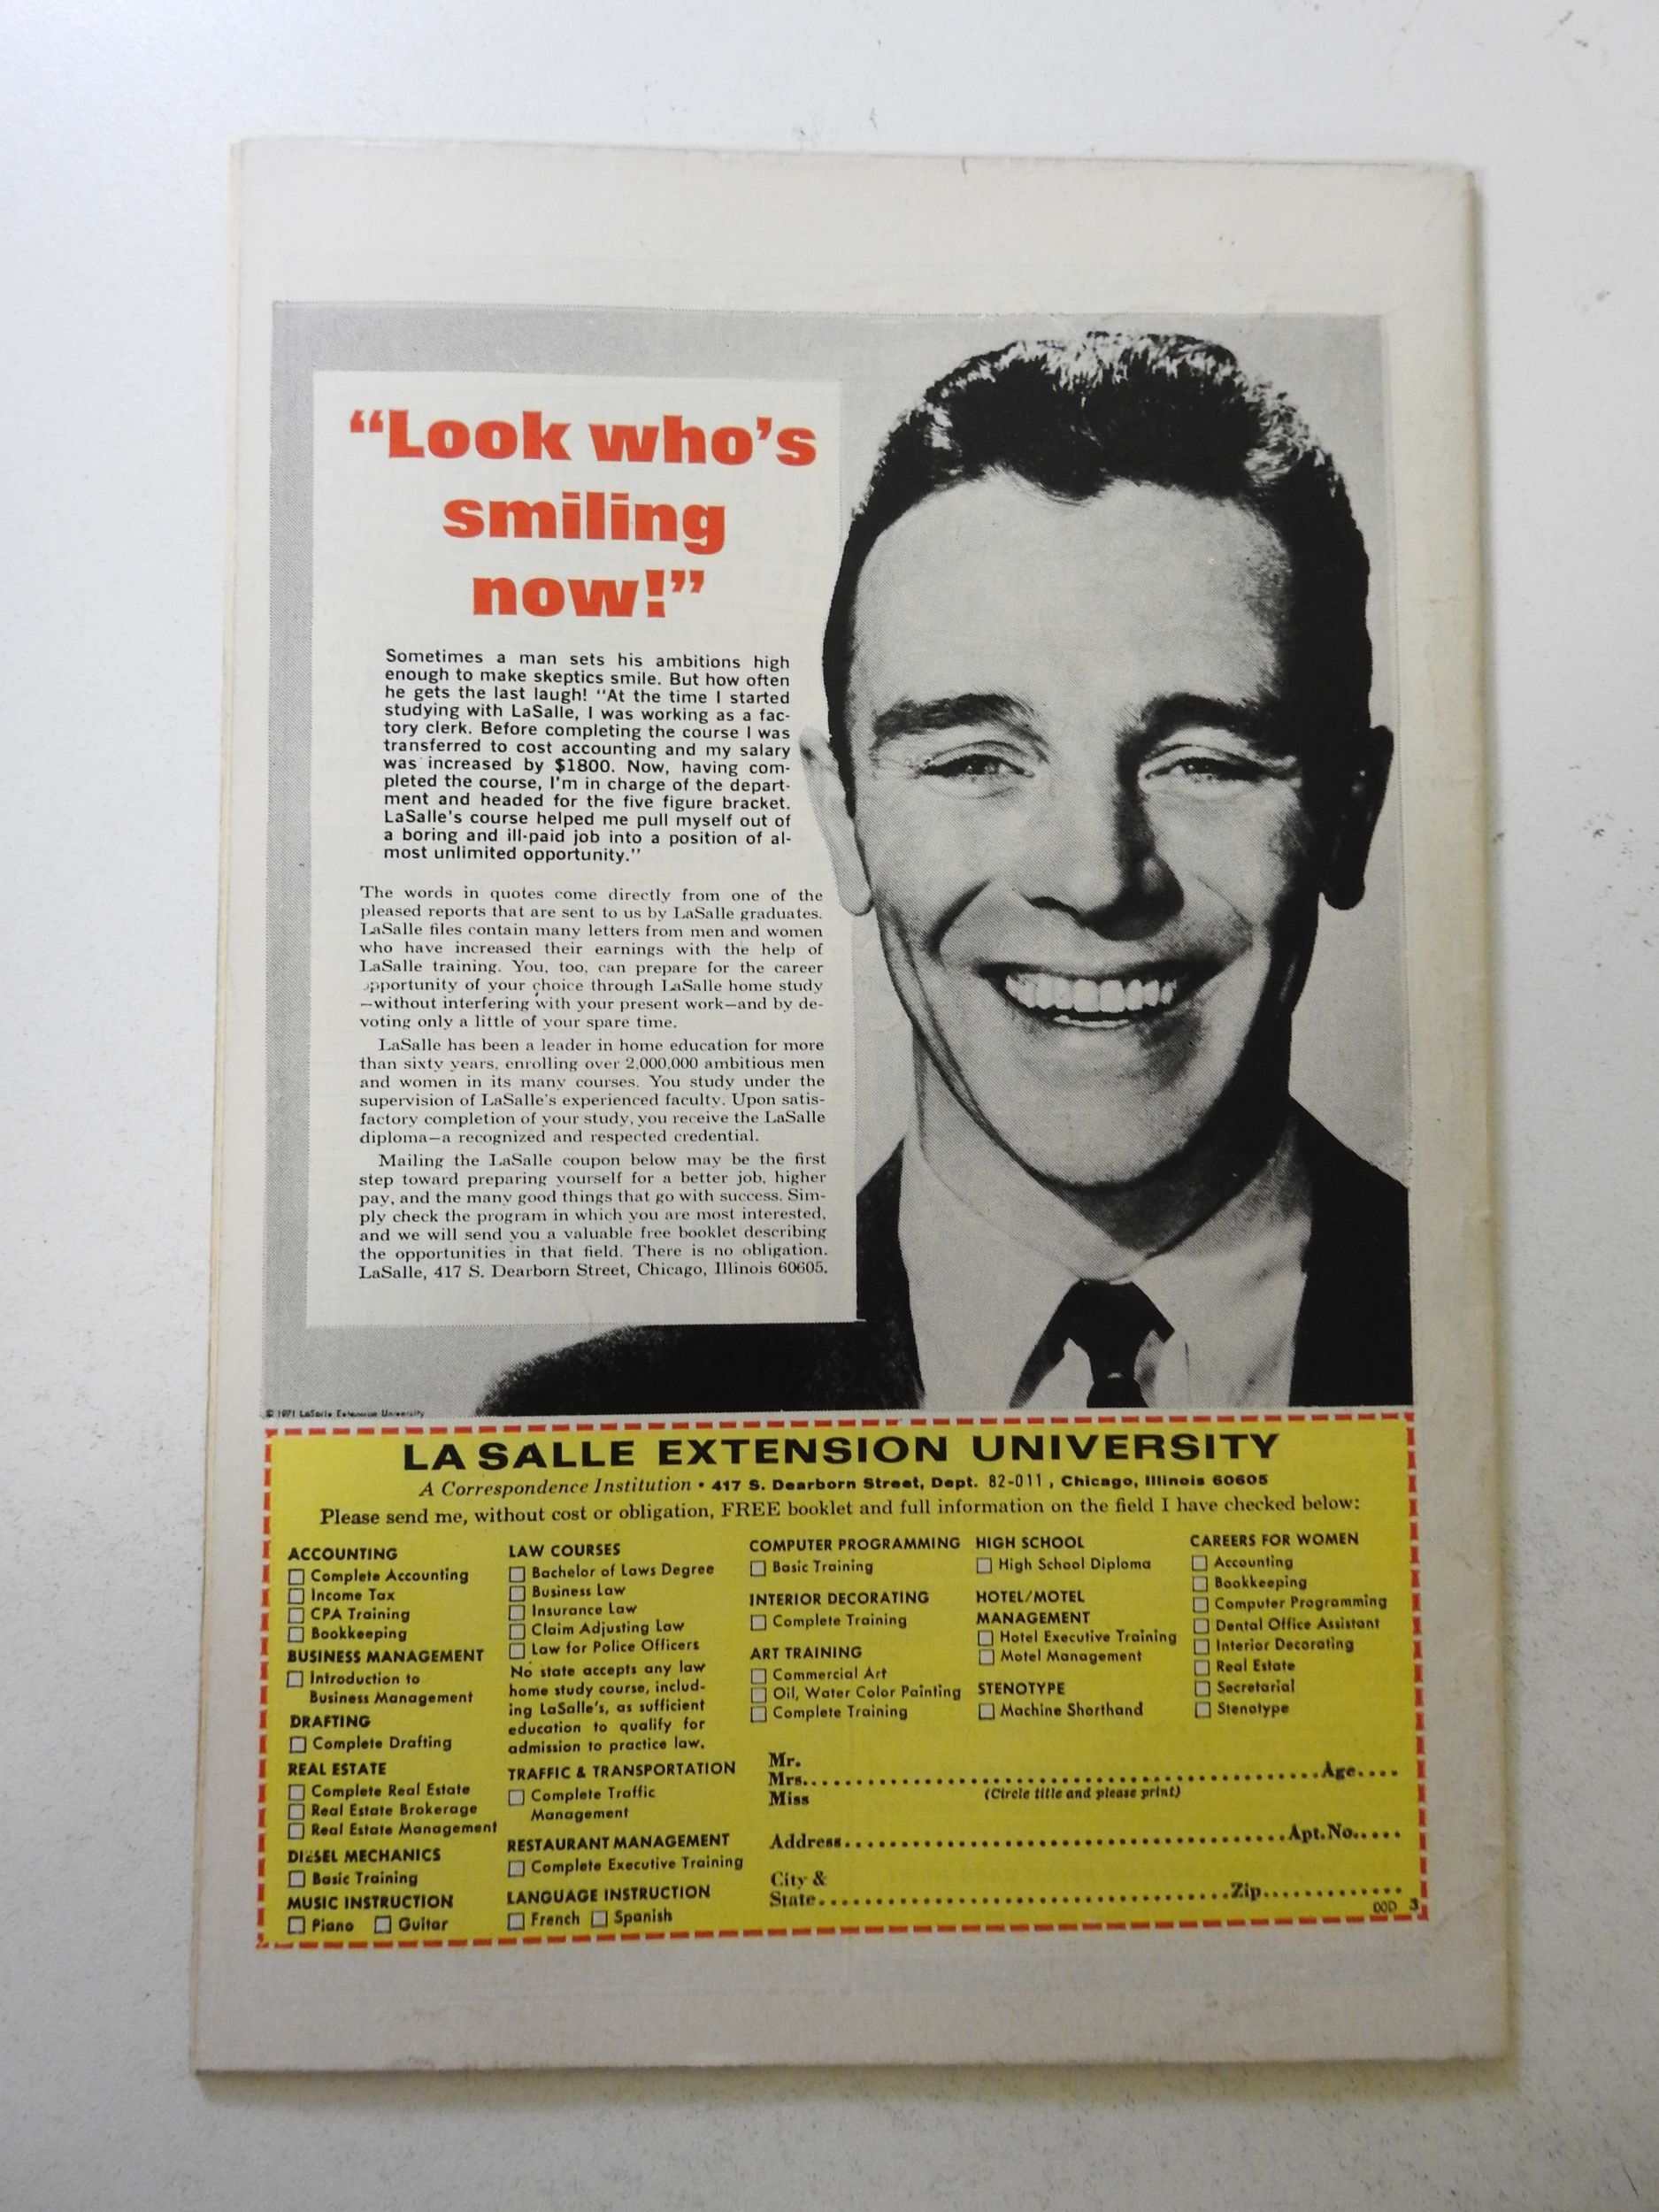 “Look who’s
smiling
now!”
Sometimes a man sets his ambitions high
enough to make skeptics smile. But how often
he gets the last laugh! “At the time I started
studying with LaSalle, I was working as a fac-
tory clerk. Before completing the course I was
transferred to cost accounting and my salary
was increased by $1800. Now, having com-
pleted the course, I’m in charge of the depart-
ment and headed for the five figure bracket.
LaSalle’s course helped me pull myself out of
a boring and ill-paid job into a position of al-
most unlimited opportunity.”
The words in quotes come directly from one of the
pleased reports that are sent to us by LaSalle graduates.
LaSalle files contain many letters from men and women
who have increased their earnings with the help of
LaSalle training. You, too, can prepare for the career
opportunity of your choice through LaSalle home study
—without interfering with your present work—and by de-
voting only a little of your spare time.
LaSalle has been a leader in home education for more
than sixty years, enrolling over 2,000,000 ambitious men
and women in its many courses. You study under the
supervision of LaSalle’s experienced faculty. Upon satis-
factory completion of your study, you receive the LaSalle
diploma—a recognized and respected credential.
Mailing the LaSalle coupon below may be the first
step toward preparing yourself for a better job, higher
pay, and the many good things that go with success. Sim-
ply check the program in which you are most interested,
and we will send you a valuable free booklet describing
the opportunities in that field. There is no obligation.
LaSalle, 417 S. Dearborn Street, Chicago, Illinois 60605.
© 1971 LaSalle Extension University
LA SALLE EXTENSION UNIVERSITY
A Correspondence Institution • 417 S. Dearborn Street, Dept. 82-011, Chicago, Illinois 60605
Please send me, without cost or obligation, FREE booklet and full information on the field I have checked below:
ACCOUNTING
Complete Accounting
Income Tax
CPA Training
Bookkeeping
BUSINESS MANAGEMENT
Introduction to
Business Management
DRAFTING
Complete Drafting
REAL ESTATE
Complete Real Estate
Real Estate Brokerage
Real Estate Management
DIESEL MECHANICS
Basic Training
MUSIC INSTRUCTION
Piano Guitar
LAW COURSES
Bachelor of Laws Degree
Business Law
Insurance Law
Claim Adjusting Law
Law for Police Officers
No state accepts any law
home study course, includ-
ing LaSalle’s, as sufficient
education to qualify for
admission to practice law.
TRAFFIC & TRANSPORTATION
Complete Traffic
Management
RESTAURANT MANAGEMENT
Complete Executive Training
LANGUAGE INSTRUCTION
French Spanish
COMPUTER PROGRAMMING
Basic Training
INTERIOR DECORATING
Complete Training
ART TRAINING
Commercial Art
Oil, Water Color Painting
Complete Training
HIGH SCHOOL
High School Diploma
HOTEL/MOTEL
MANAGEMENT
Hotel Executive Training
Motel Management
STENOTYPE
Machine Shorthand
CAREERS FOR WOMEN
Accounting
Bookkeeping
Computer Programming
Dental Office Assistant
Interior Decorating
Real Estate
Secretarial
Stenotype
Mr.
Mrs. Age
Miss (Circle title and please print)
Address Apt. No.
City &
State Zip
00D 3